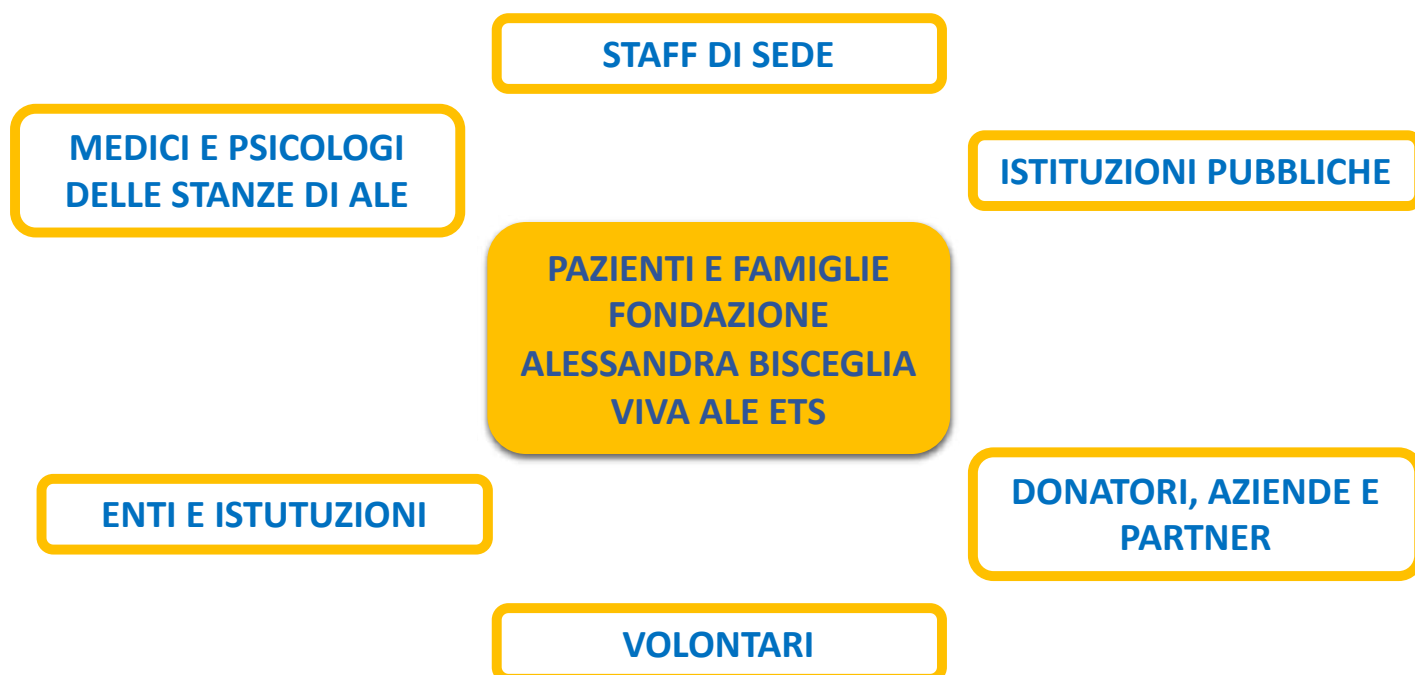 STAFF DI SEDE
MEDICI E PSICOLOGI
DELLE STANZE DI ALE
ISTITUZIONI PUBBLICHE
PAZIENTI E FAMIGLIE
FONDAZIONE
ALESSANDRA BISCEGLIA
VIVA ALE ETS
ENTI E ISTUTUZIONI
DONATORI, AZIENDE E
PARTNER
VOLONTARI